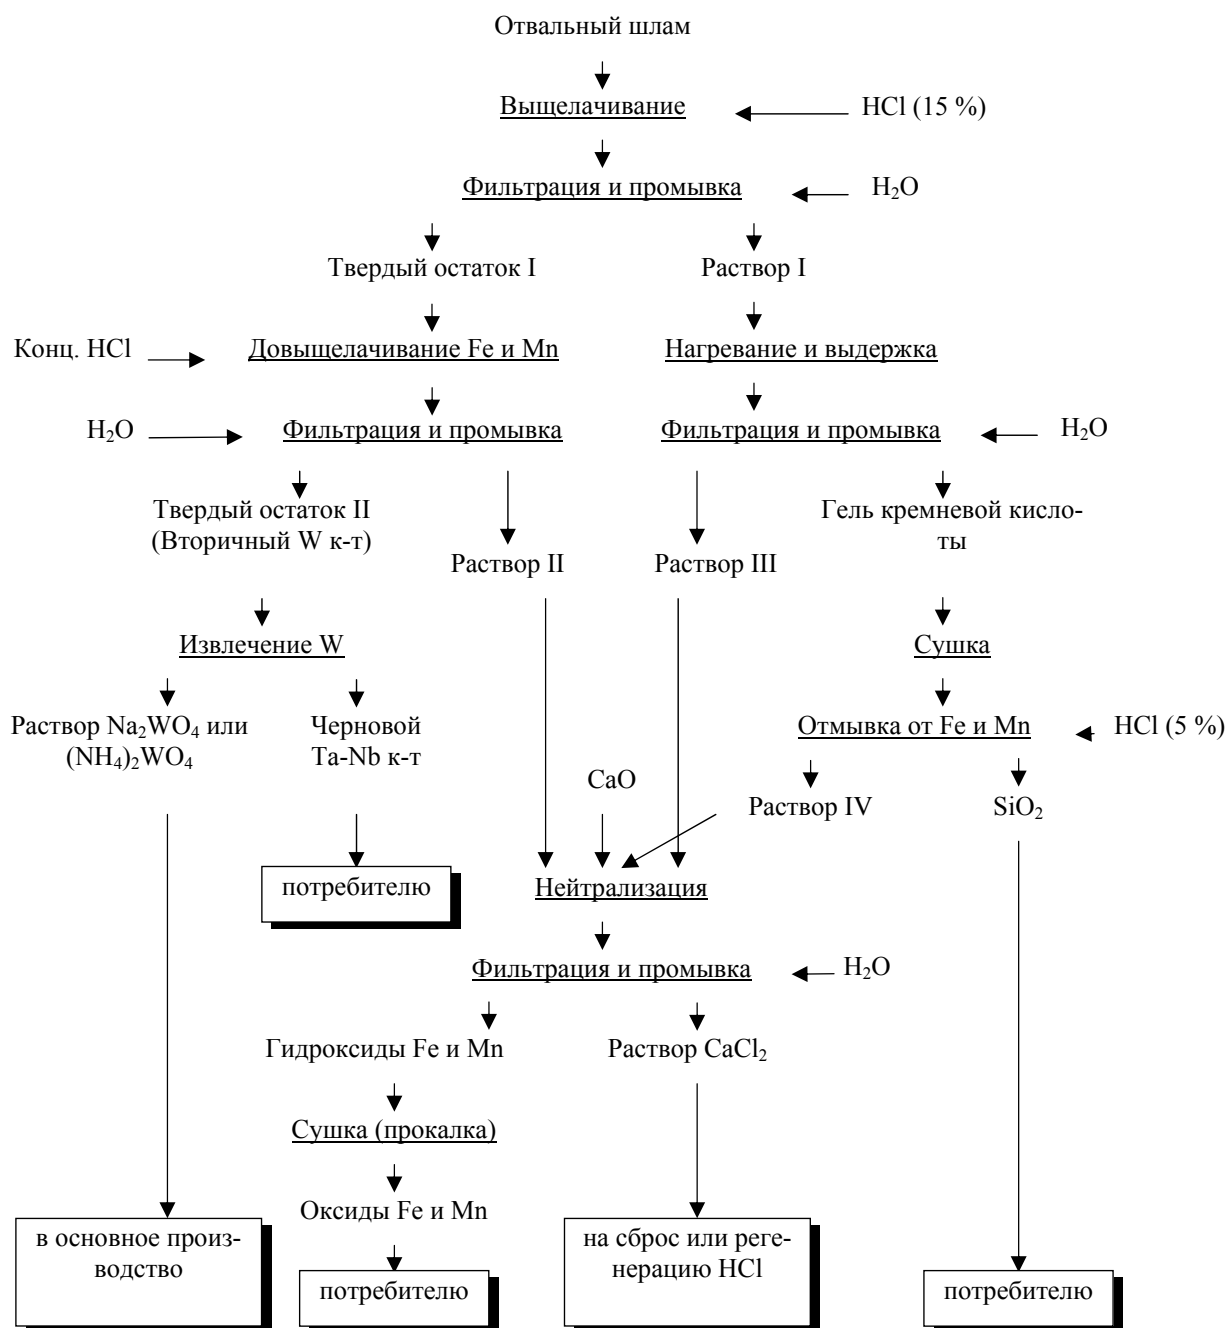 Отвальный шлам
Выщелачивание
HCl (15 %)
Фильтрация и промывка
H₂O
Твердый остаток I
Раствор I
Конц. HCl
Довыщелачивание Fe и Mn
Нагревание и выдержка
H₂O
Фильтрация и промывка
Фильтрация и промывка
H₂O
Твердый остаток II
(Вторичный W к-т)
Раствор II
Раствор III
Гель кремневой кисло-
ты
Извлечение W
Сушка
Раствор Na₂WO₄ или
(NH₄)₂WO₄
Черновой
Ta-Nb к-т
Отмывка от Fe и Mn
HCl (5 %)
CaO
Раствор IV
SiO₂
потребителю
Нейтрализация
Фильтрация и промывка
H₂O
Гидроксиды Fe и Mn
Раствор CaCl₂
Сушка (прокалка)
Оксиды Fe и Mn
в основное произ-
водство
потребителю
на сброс или реге-
нерацию HCl
потребителю